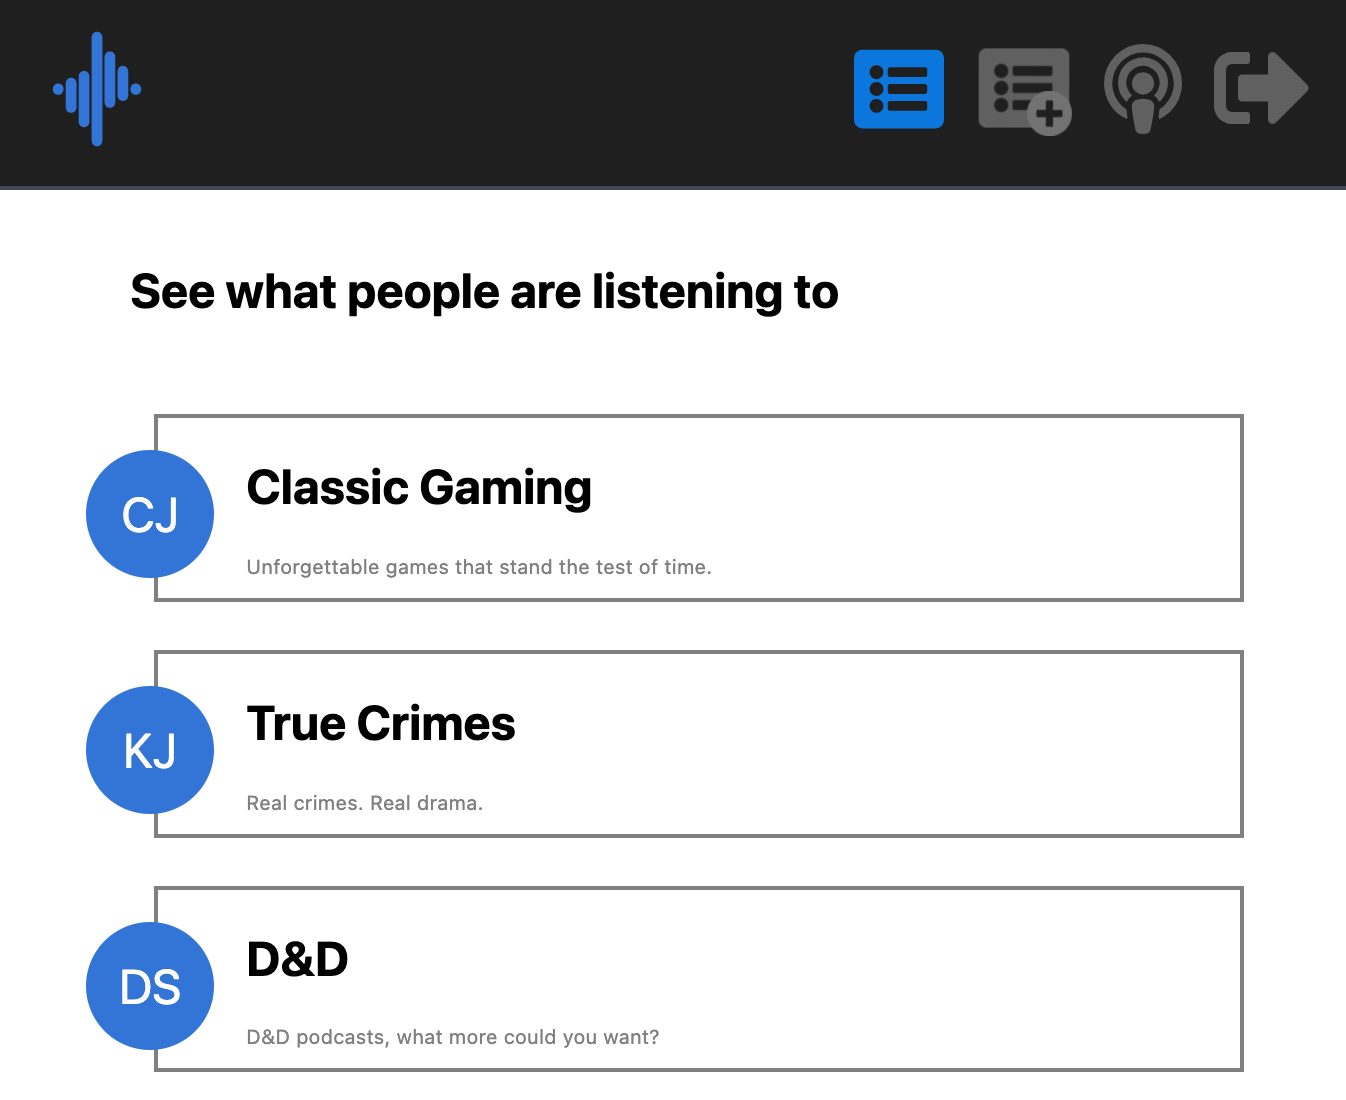 See what people are listening to
CJ
Classic Gaming
Unforgettable games that stand the test of time.
KJ
True Crimes
Real crimes. Real drama.
DS
D&D
D&D podcasts, what more could you want?